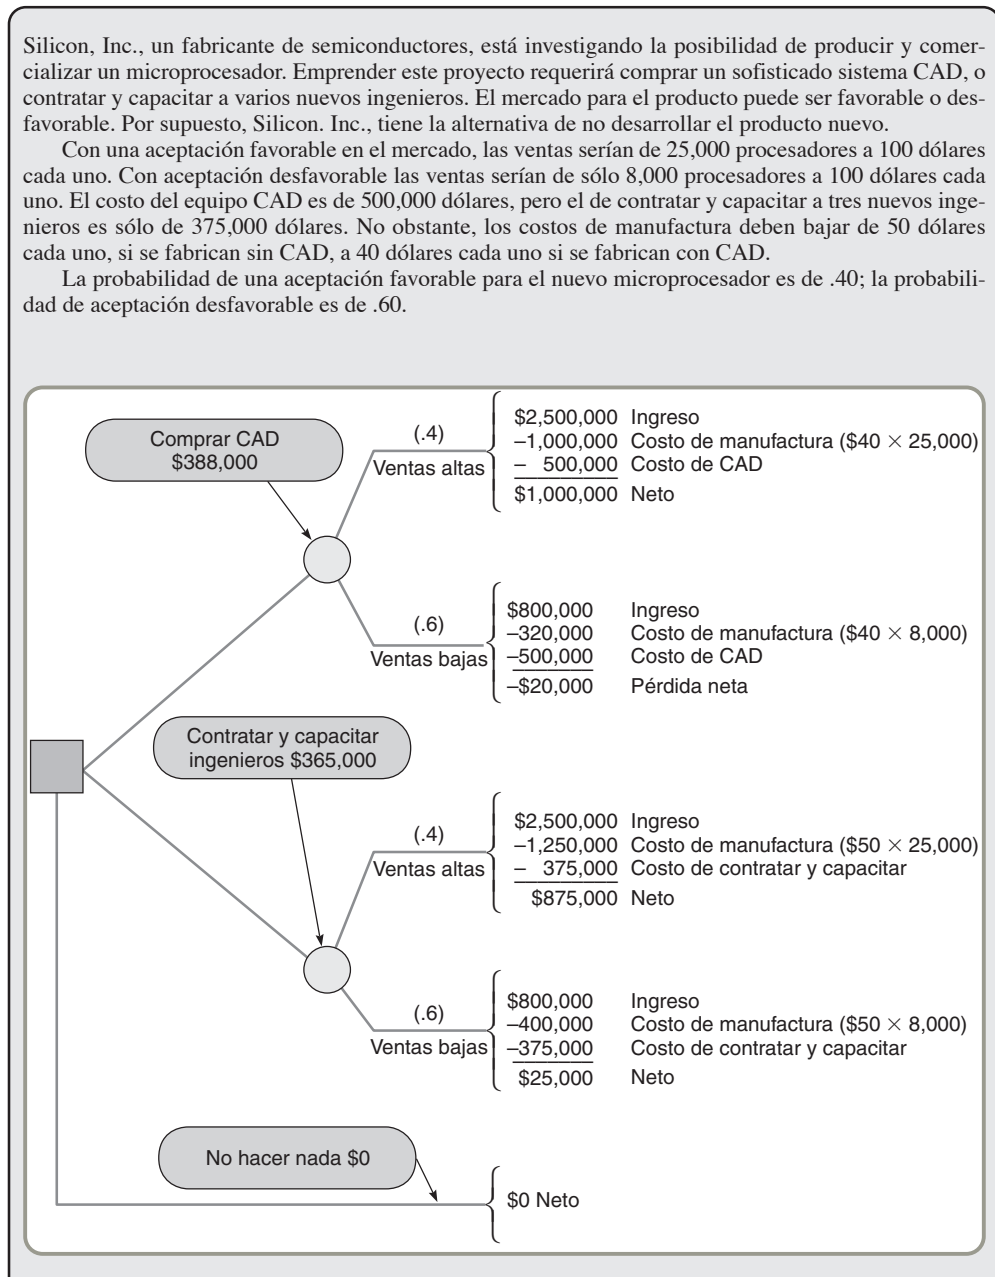 Silicon, Inc., un fabricante de semiconductores, está investigando la posibilidad de producir y comer-
cializar un microprocesador. Emprender este proyecto requerirá comprar un sofisticado sistema CAD, o
contratar y capacitar a varios nuevos ingenieros. El mercado para el producto puede ser favorable o des-
favorable. Por supuesto, Silicon. Inc., tiene la alternativa de no desarrollar el producto nuevo.
Con una aceptación favorable en el mercado, las ventas serían de 25,000 procesadores a 100 dólares
cada uno. Con aceptación desfavorable las ventas serían de sólo 8,000 procesadores a 100 dólares cada
uno. El costo del equipo CAD es de 500,000 dólares, pero el de contratar y capacitar a tres nuevos inge-
nieros es sólo de 375,000 dólares. No obstante, los costos de manufactura deben bajar de 50 dólares
cada uno, si se fabrican sin CAD, a 40 dólares cada uno si se fabrican con CAD.
La probabilidad de una aceptación favorable para el nuevo microprocesador es de .40; la probabili-
dad de aceptación desfavorable es de .60.
Comprar CAD
$388,000
(.4)
Ventas altas
$2,500,000 Ingreso
–1,000,000 Costo de manufactura ($40 × 25,000)
– 500,000 Costo de CAD
$1,000,000 Neto
(.6)
Ventas bajas
$800,000 Ingreso
–320,000 Costo de manufactura ($40 × 8,000)
–500,000 Costo de CAD
–$20,000 Pérdida neta
Contratar y capacitar
ingenieros $365,000
(.4)
Ventas altas
$2,500,000 Ingreso
–1,250,000 Costo de manufactura ($50 × 25,000)
– 375,000 Costo de contratar y capacitar
$875,000 Neto
(.6)
Ventas bajas
$800,000 Ingreso
–400,000 Costo de manufactura ($50 × 8,000)
–375,000 Costo de contratar y capacitar
$25,000 Neto
No hacer nada $0
$0 Neto